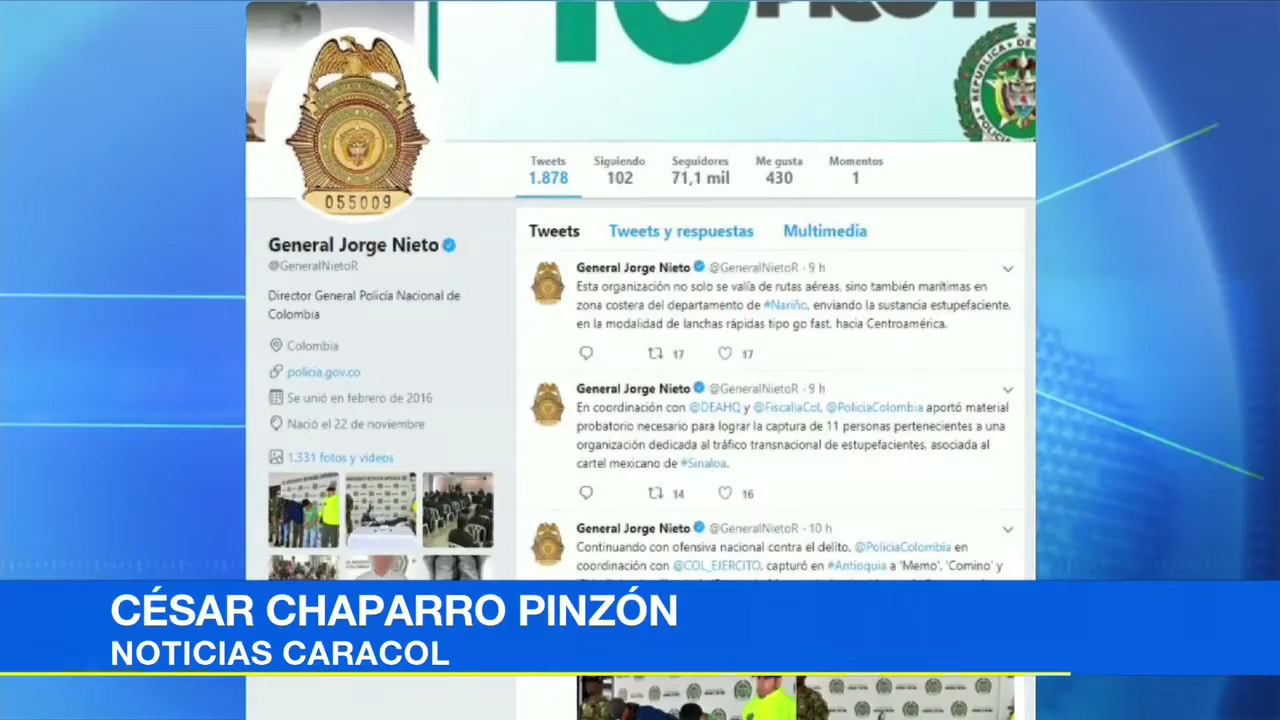 REPUBLICA DE
055009
Tweets Siguiendo Seguidores Me gusta Momentos
1.878 102 71,1 mil 430 1
General Jorge Nieto
@GeneralNietoR
Director General Policía Nacional de
Colombia
Colombia
policia.gov.co
Se unió en febrero de 2016
Nació el 22 de noviembre
1.331 fotos y videos
Tweets Tweets y respuestas Multimedia
General Jorge Nieto @GeneralNietoR · 9 h
Esta organización no solo se valía de rutas aéreas, sino también marítimas en
zona costera del departamento de #Nariño, enviando la sustancia estupefaciente,
en la modalidad de lanchas rápidas tipo go fast, hacia Centroamérica.
17 17
General Jorge Nieto @GeneralNietoR · 9 h
En coordinación con @DEAHQ y @FiscaliaCol, @PoliciaColombia aportó material
probatorio necesario para lograr la captura de 11 personas pertenecientes a una
organización dedicada al tráfico transnacional de estupefacientes, asociada al
cartel mexicano de #Sinaloa.
14 16
General Jorge Nieto @GeneralNietoR · 10 h
Continuando con ofensiva nacional contra el delito, @PoliciaColombia en
coordinación con @COL_EJERCITO, capturó en #Antioquia a 'Memo', 'Comino' y
CÉSAR CHAPARRO PINZÓN
NOTICIAS CARACOL